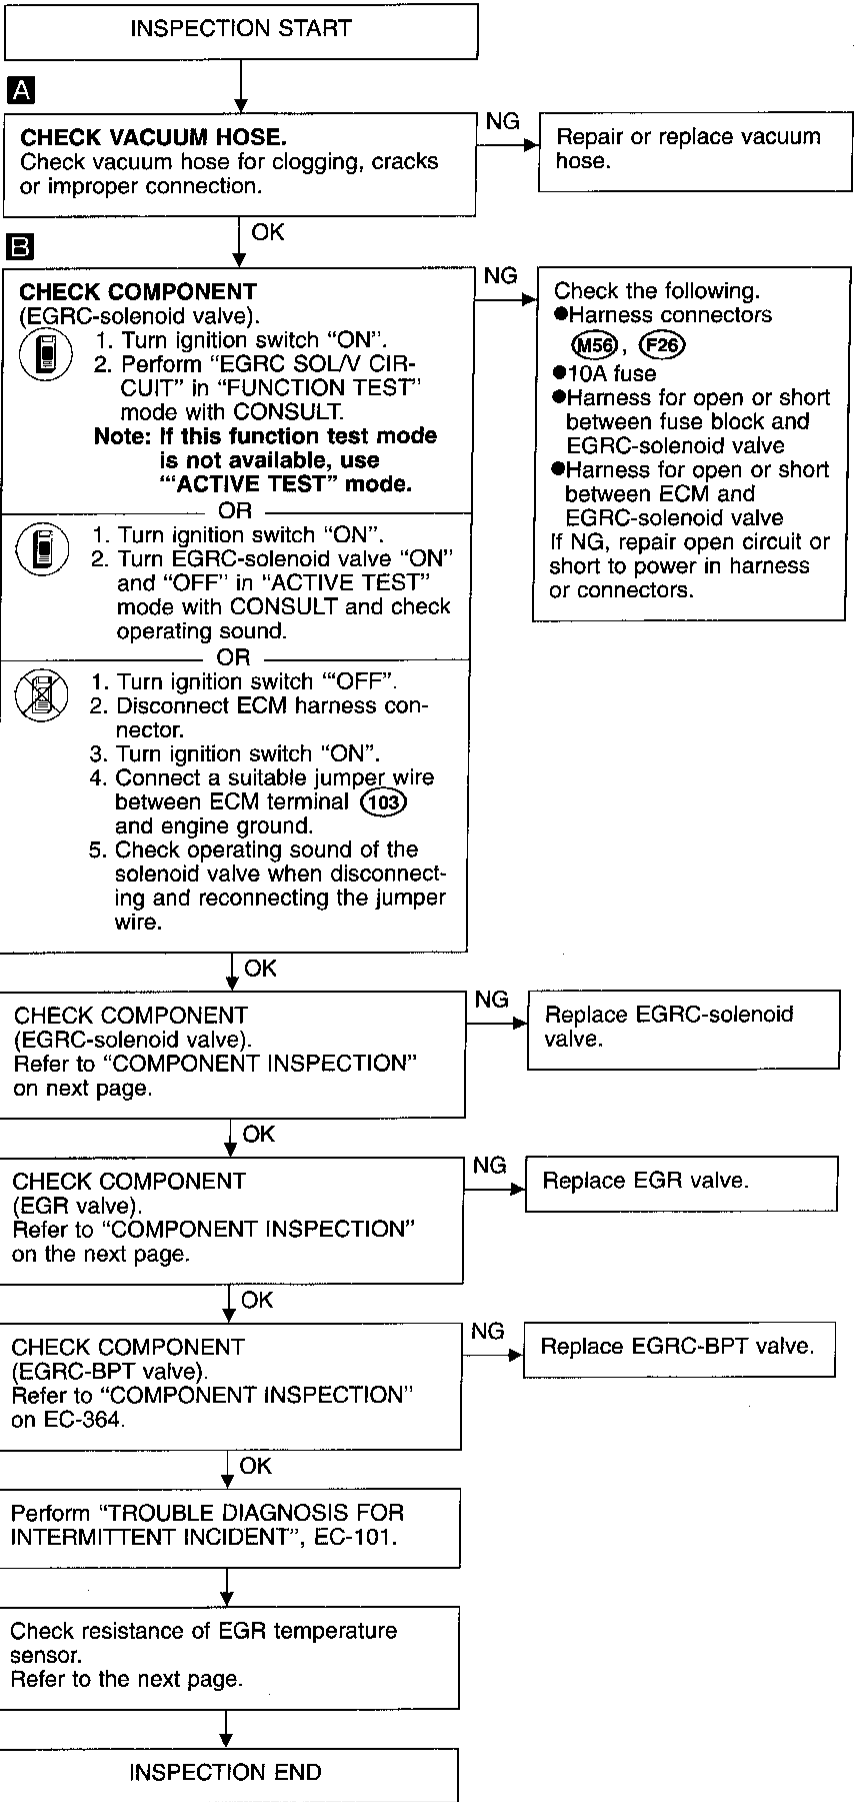 INSPECTION START
A
CHECK VACUUM HOSE.
Check vacuum hose for clogging, cracks
or improper connection.
NG
Repair or replace vacuum
hose.
OK
B
CHECK COMPONENT
(EGRC-solenoid valve).
1. Turn ignition switch “ON”.
2. Perform “EGRC SOL/V CIR-
CUIT” in “FUNCTION TEST”
mode with CONSULT.
Note: If this function test mode
is not available, use
“‘ACTIVE TEST” mode.
OR
1. Turn ignition switch “ON”.
2. Turn EGRC-solenoid valve “ON”
and “OFF” in “ACTIVE TEST”
mode with CONSULT and check
operating sound.
OR
1. Turn ignition switch “‘OFF”.
2. Disconnect ECM harness con-
nector.
3. Turn ignition switch “ON”.
4. Connect a suitable jumper wire
between ECM terminal 103
and engine ground.
5. Check operating sound of the
solenoid valve when disconnect-
ing and reconnecting the jumper
wire.
NG
Check the following.
●Harness connectors
M56, F26
●10A fuse
●Harness for open or short
between fuse block and
EGRC-solenoid valve
●Harness for open or short
between ECM and
EGRC-solenoid valve
If NG, repair open circuit or
short to power in harness
or connectors.
OK
CHECK COMPONENT
(EGRC-solenoid valve).
Refer to “COMPONENT INSPECTION”
on next page.
NG
Replace EGRC-solenoid
valve.
OK
CHECK COMPONENT
(EGR valve).
Refer to “COMPONENT INSPECTION”
on the next page.
NG
Replace EGR valve.
OK
CHECK COMPONENT
(EGRC-BPT valve).
Refer to “COMPONENT INSPECTION”
on EC-364.
NG
Replace EGRC-BPT valve.
OK
Perform “TROUBLE DIAGNOSIS FOR
INTERMITTENT INCIDENT”, EC-101.
Check resistance of EGR temperature
sensor.
Refer to the next page.
INSPECTION END